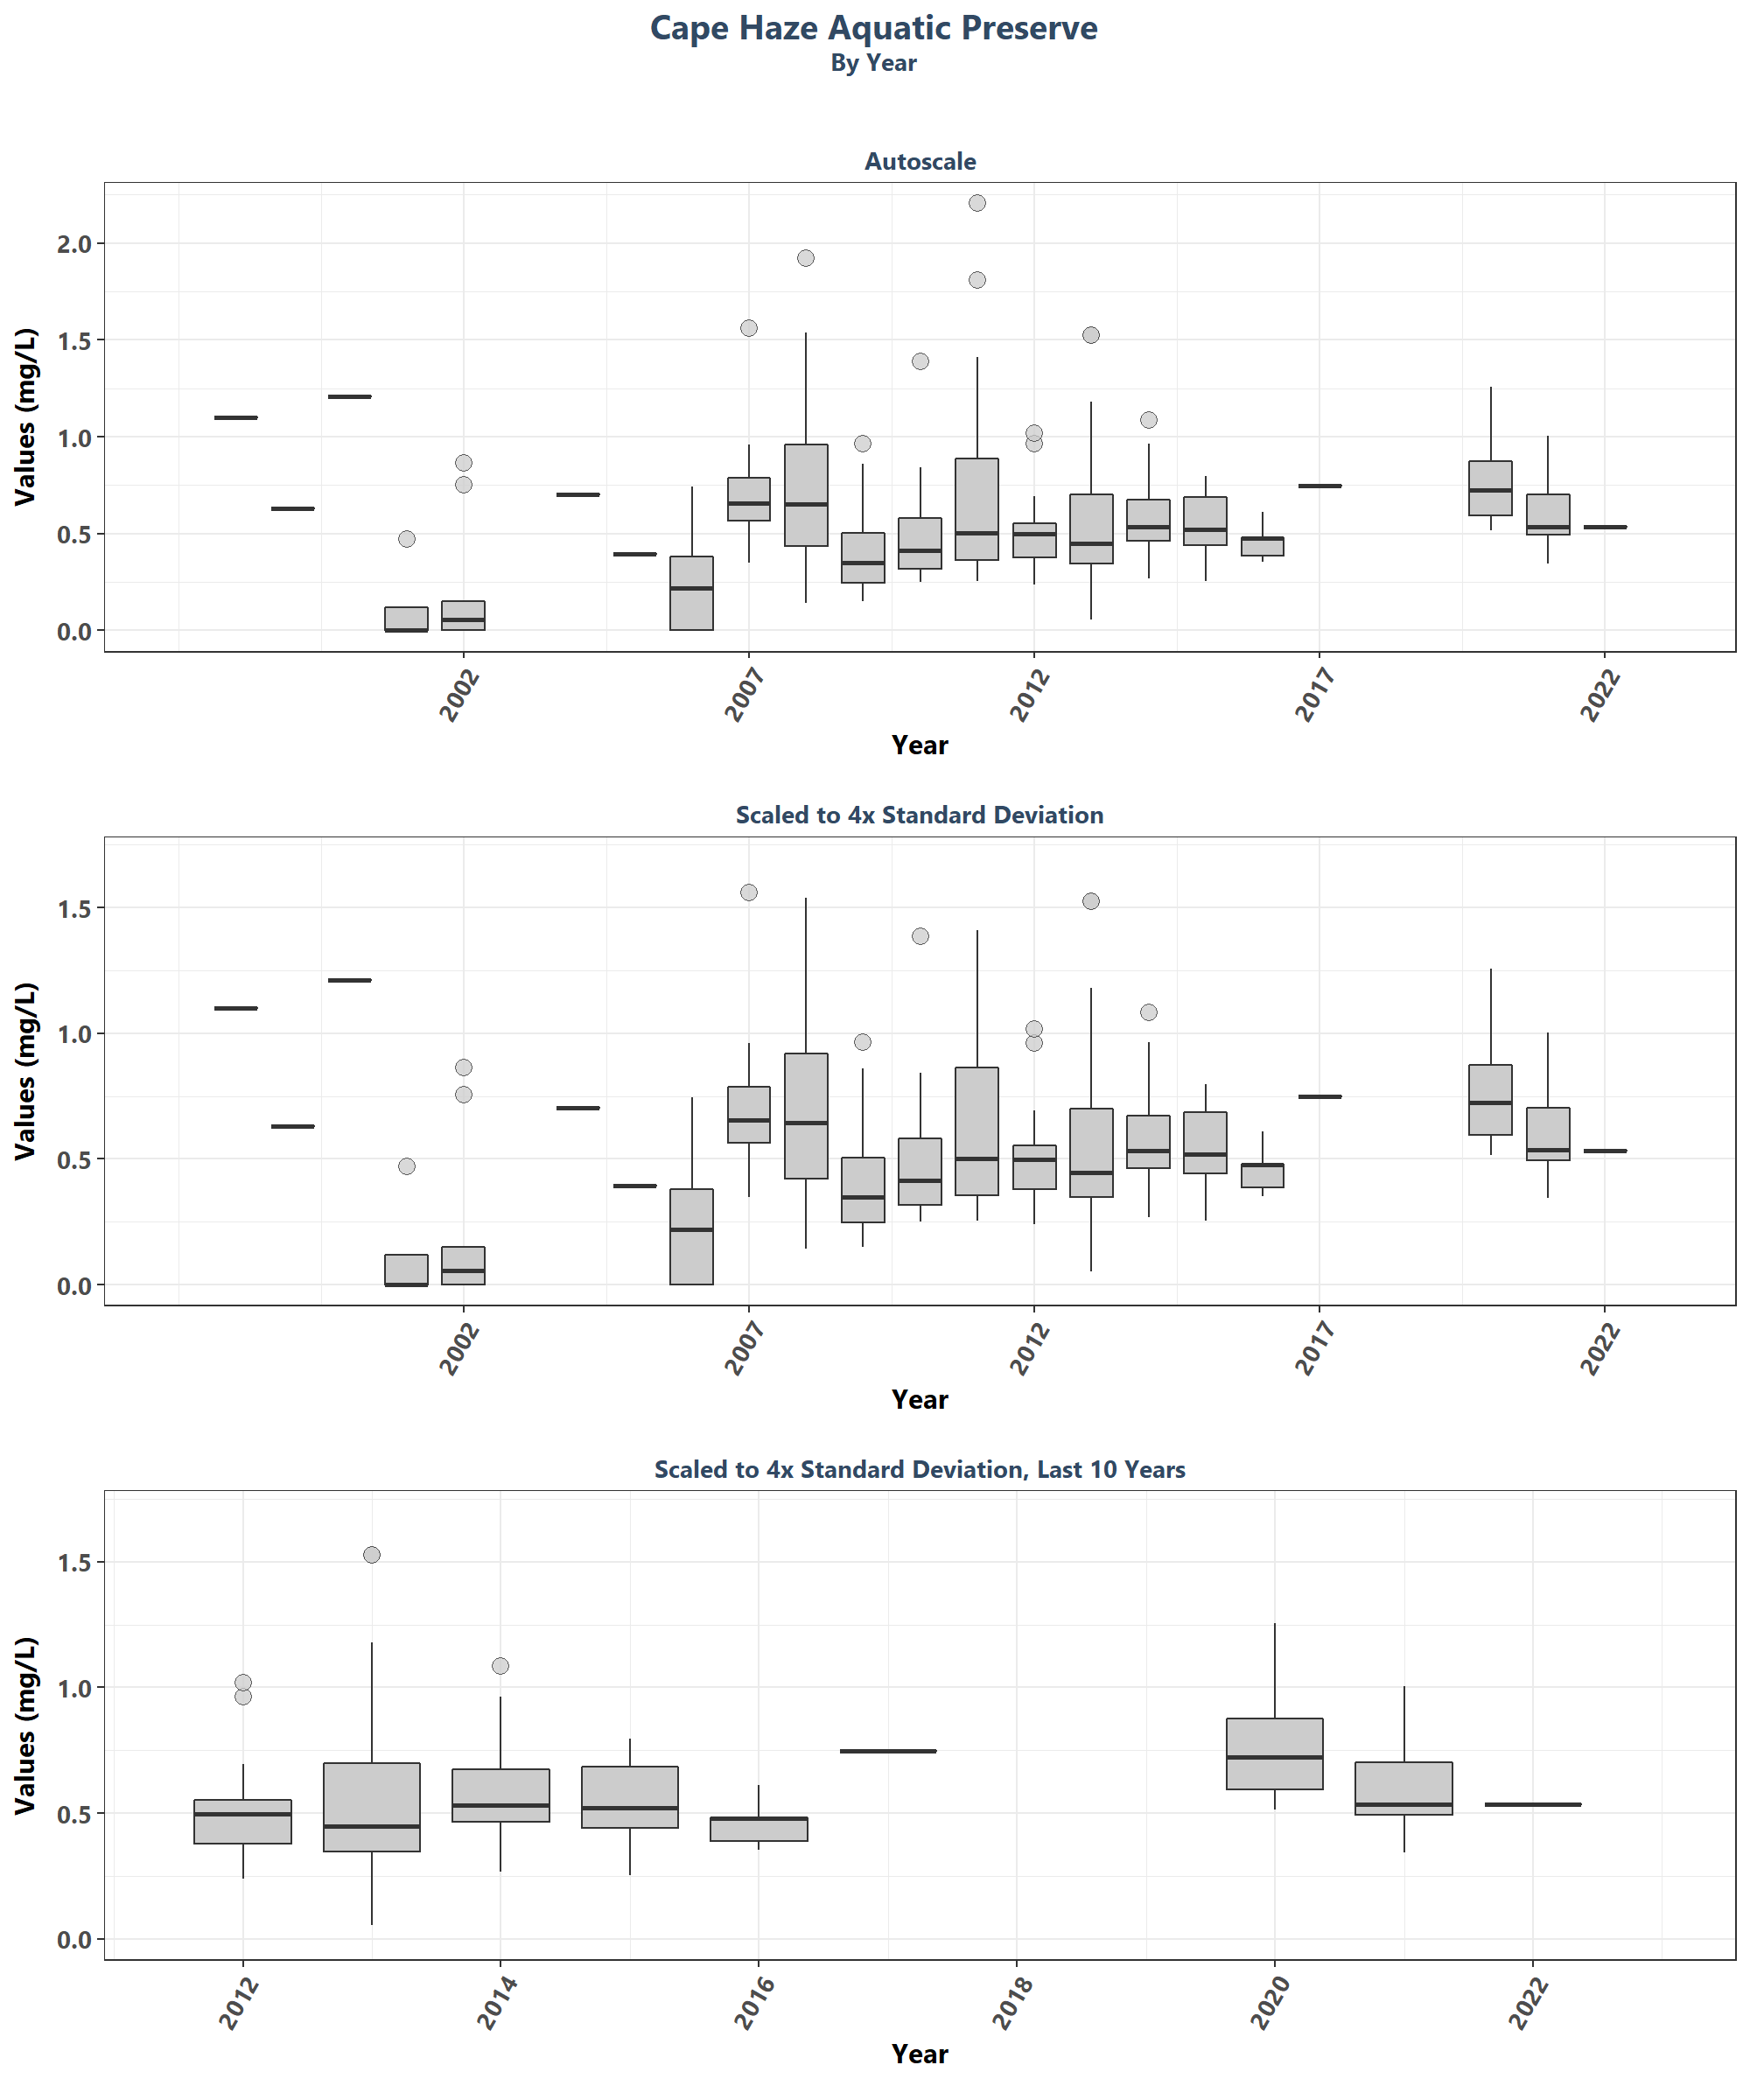 Cape Haze Aquatic Preserve
By Year
Autoscale
Values (mg/L)
2.0
1.5
1.0
0.5
0.0
2002 2007 2012 2017 2022
Year
Scaled to 4x Standard Deviation
Values (mg/L)
1.5
1.0
0.5
0.0
2002 2007 2012 2017 2022
Year
Scaled to 4x Standard Deviation, Last 10 Years
Values (mg/L)
1.5
1.0
0.5
0.0
2012 2014 2016 2018 2020 2022
Year